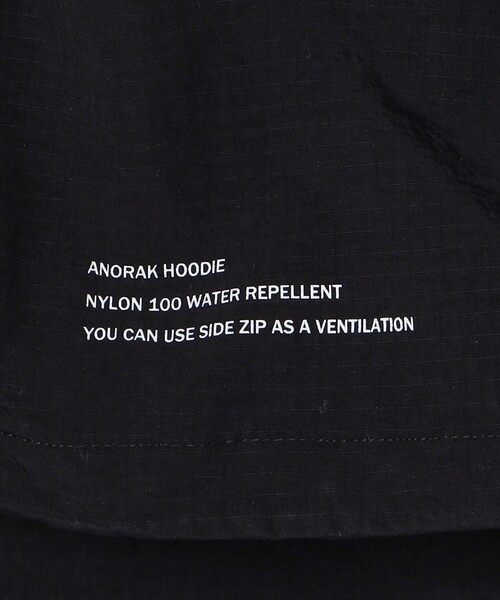 ANORAK HOODIE
NYLON 100 WATER REPELLENT
YOU CAN USE SIDE ZIP AS A VENTILATION